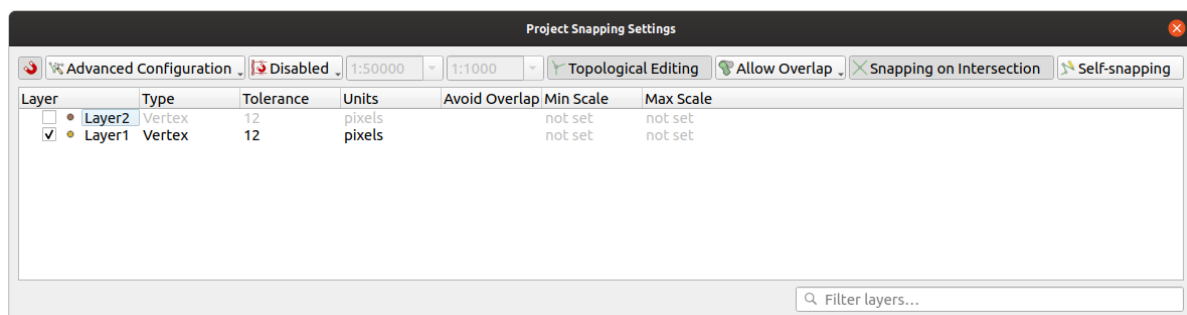 Project Snapping Settings
Advanced Configuration Disabled 1:50000 1:1000 Topological Editing Allow Overlap Snapping on Intersection Self-snapping
Layer Type Tolerance Units Avoid Overlap Min Scale Max Scale
Layer2 Vertex 12 pixels not set not set
Layer1 Vertex 12 pixels not set not set
Filter layers...